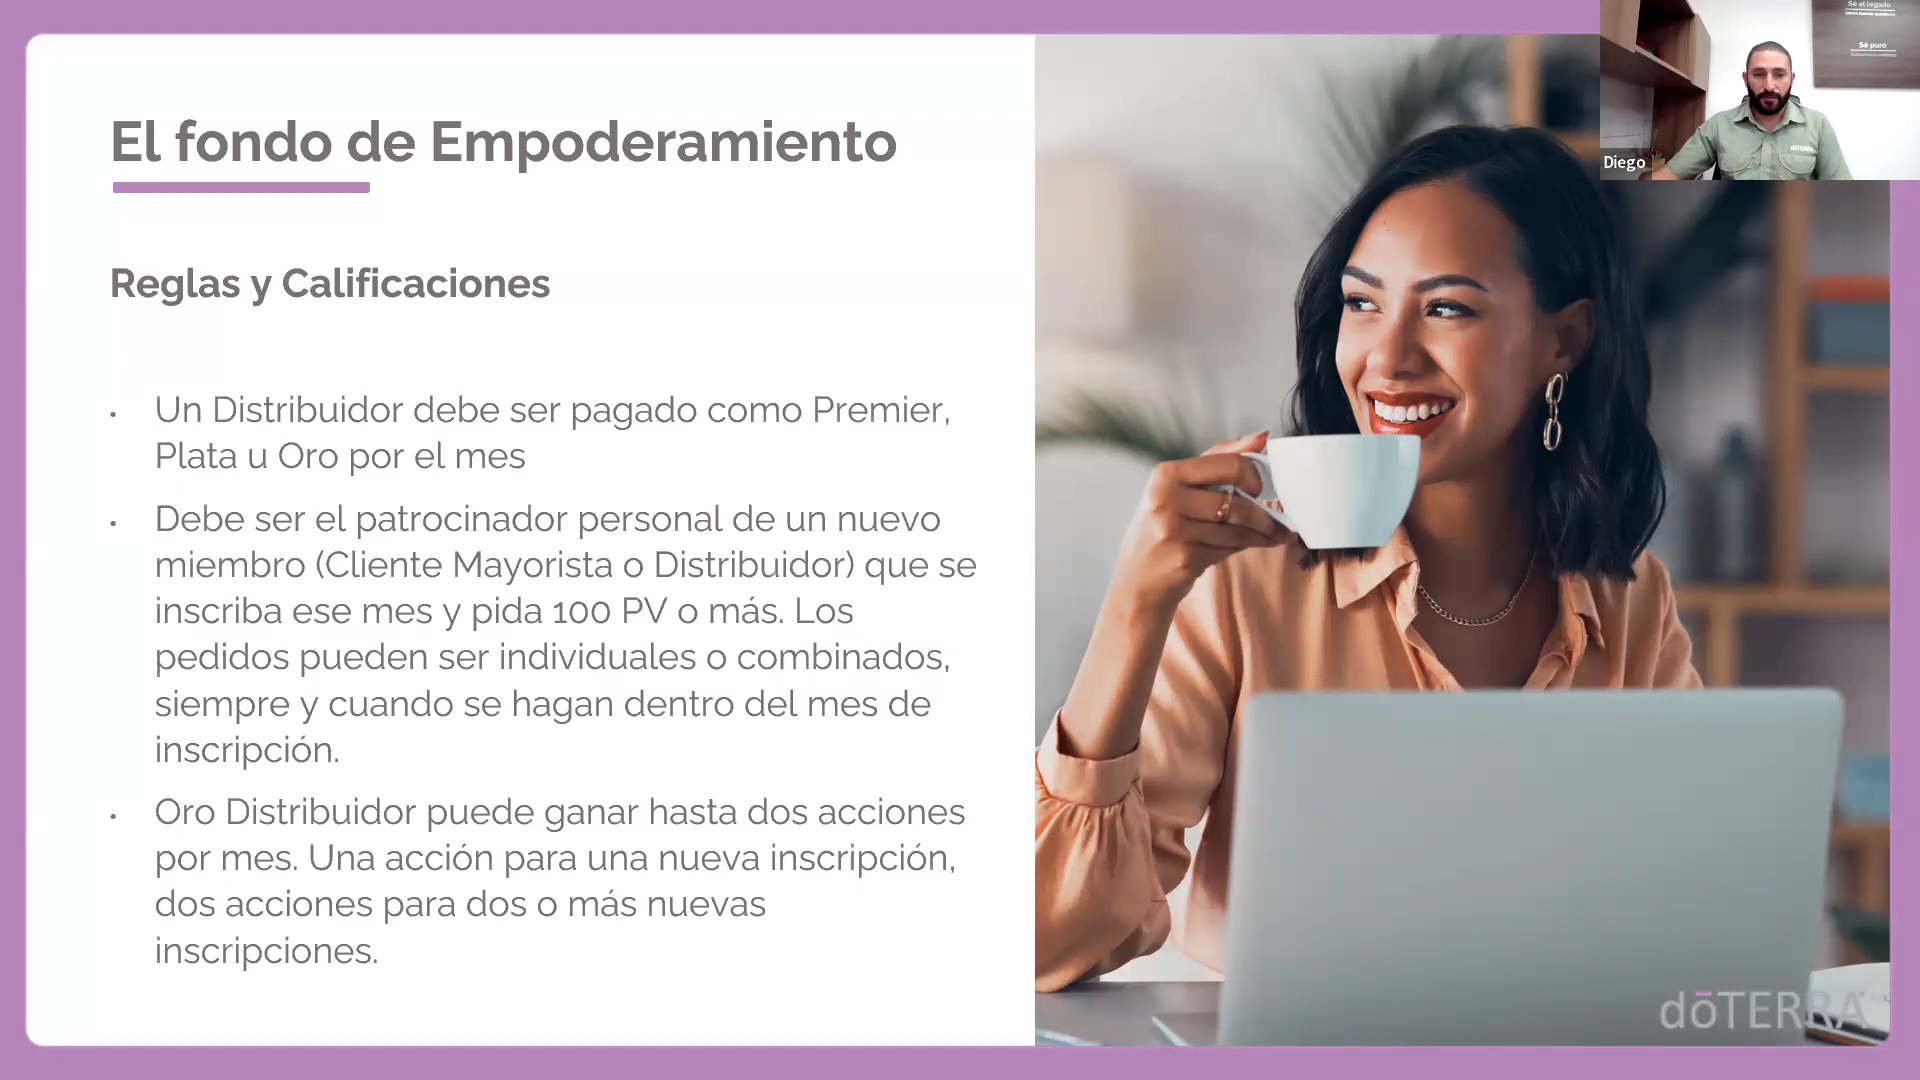 El fondo de Empoderamiento
Reglas y Calificaciones
• Un Distribuidor debe ser pagado como Premier,
Plata u Oro por el mes
• Debe ser el patrocinador personal de un nuevo
miembro (Cliente Mayorista o Distribuidor) que se
inscriba ese mes y pida 100 PV o más. Los
pedidos pueden ser individuales o combinados,
siempre y cuando se hagan dentro del mes de
inscripción.
• Oro Distribuidor puede ganar hasta dos acciones
por mes. Una acción para una nueva inscripción,
dos acciones para dos o más nuevas
inscripciones.
Sé el legado
Sé puro
Diego
dōTERRA